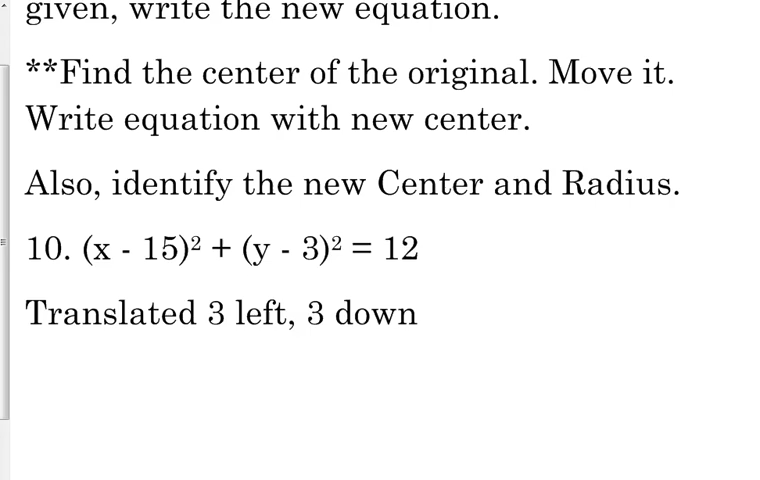 given, write the new equation.
**Find the center of the original. Move it.
Write equation with new center.
Also, identify the new Center and Radius.
10. (x - 15)² + (y - 3)² = 12
Translated 3 left, 3 down